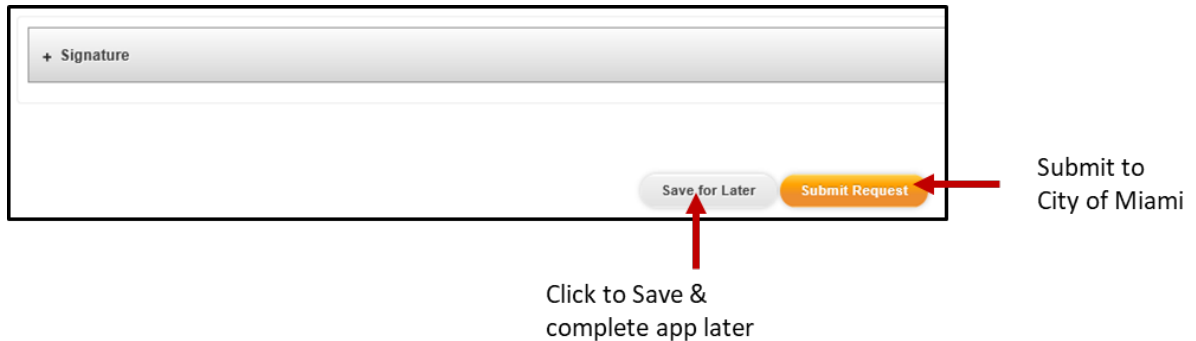 + Signature
Save for Later
Submit Request
Submit to
City of Miami
Click to Save &
complete app later